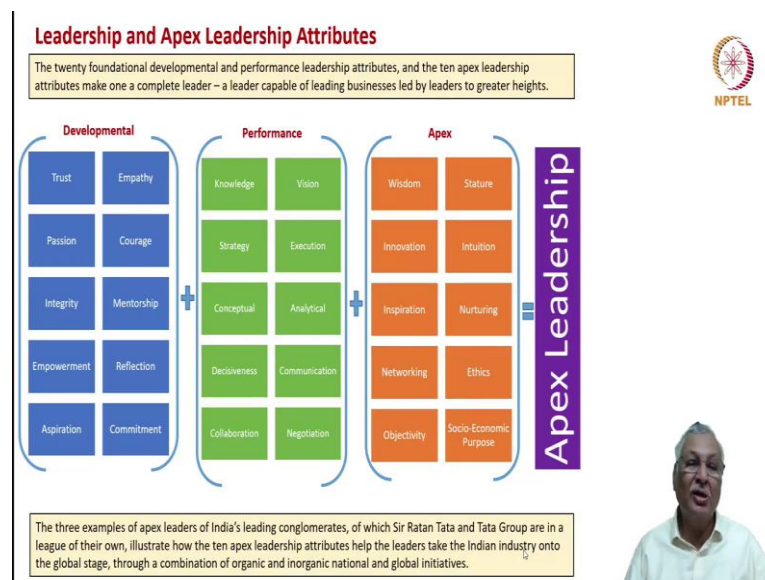 Leadership and Apex Leadership Attributes
The twenty foundational developmental and performance leadership attributes, and the ten apex leadership
attributes make one a complete leader – a leader capable of leading businesses led by leaders to greater heights.
NPTEL
Developmental
Trust
Empathy
Passion
Courage
Integrity
Mentorship
Empowerment
Reflection
Aspiration
Commitment
+
Performance
Knowledge
Vision
Strategy
Execution
Conceptual
Analytical
Decisiveness
Communication
Collaboration
Negotiation
+
Apex
Wisdom
Stature
Innovation
Intuition
Inspiration
Nurturing
Networking
Ethics
Objectivity
Socio-Economic
Purpose
=
Apex Leadership
The three examples of apex leaders of India's leading conglomerates, of which Sir Ratan Tata and Tata Group are in a
league of their own, illustrate how the ten apex leadership attributes help the leaders take the Indian industry onto
the global stage, through a combination of organic and inorganic national and global initiatives.